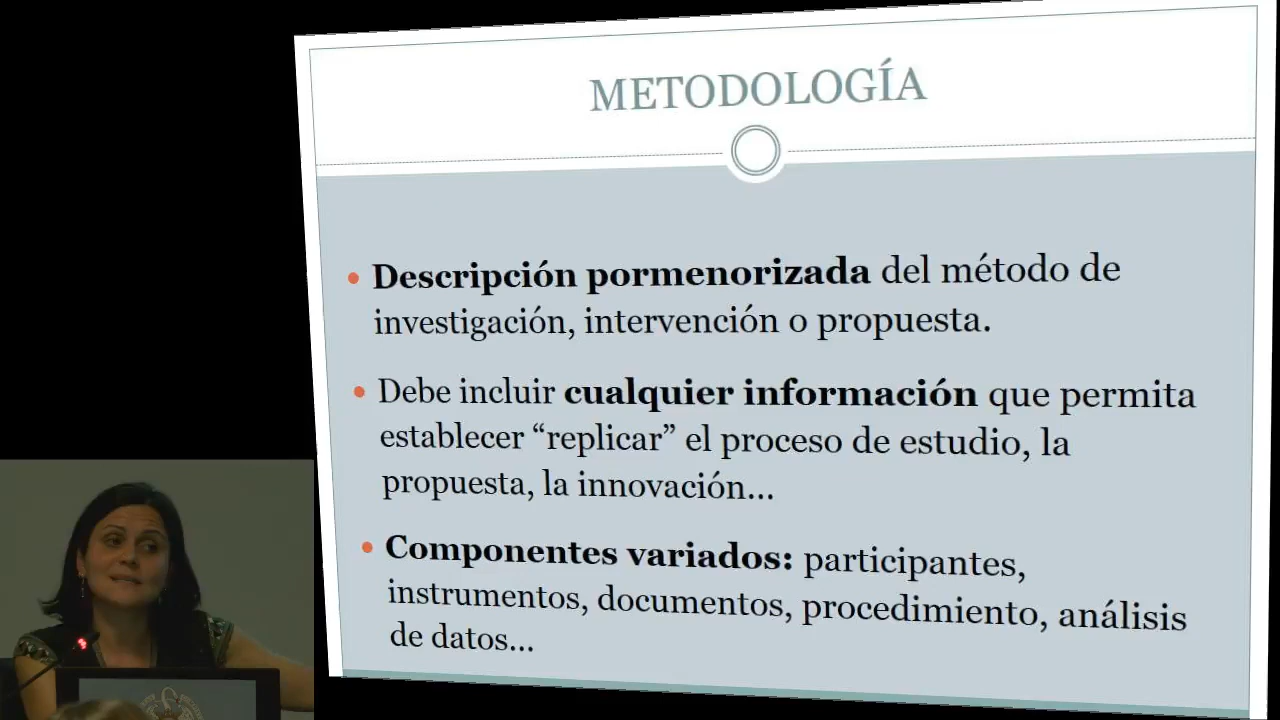 METODOLOGÍA
Descripción pormenorizada del método de
investigación, intervención o propuesta.
Debe incluir cualquier información que permita
establecer “replicar” el proceso de estudio, la
propuesta, la innovación...
Componentes variados: participantes,
instrumentos, documentos, procedimiento, análisis
de datos...